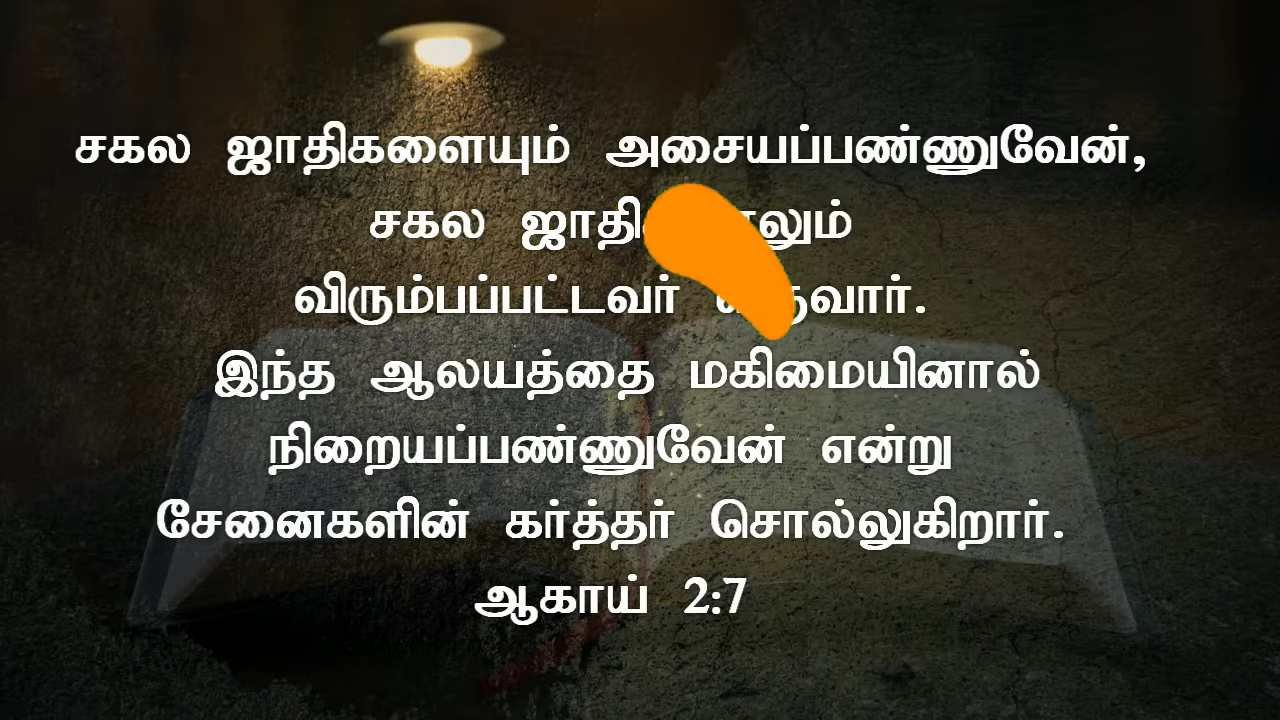 சகல ஜாதிகளையும் அசையப்பண்ணுவேன்,
சகல
விரும்பப்பட்டவர்
இந்த ஆலயத்தை மகிமையினால்
நிறையப்பண்ணுவேன் என்று
சேனைகளின் கர்த்தர் சொல்லுகிறார்.
ஆகாய் 2:7